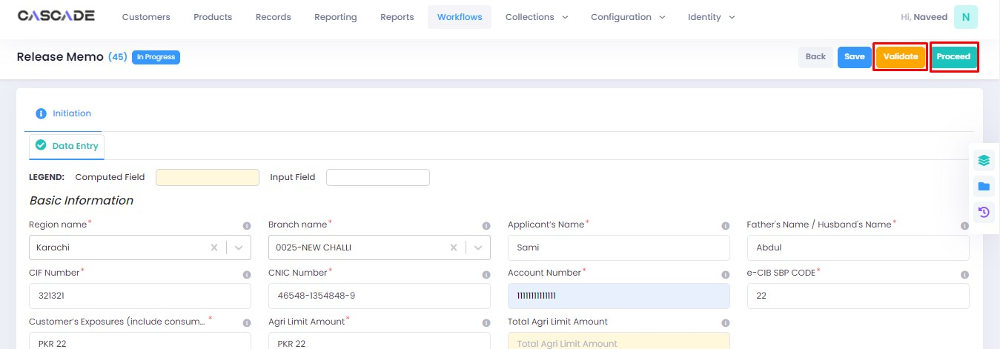 CASCADE Customers Products Records Reporting Reports Workflows Collections Configuration Identity Hi, Naveed N
Release Memo (45) In Progress Back Save Validate Proceed
Initiation
Data Entry
LEGEND: Computed Field Input Field
Basic Information
Region name* Branch name* Applicant's Name* Father's Name / Husband's Name*
Karachi 0025-NEW CHALLI Sami Abdul
CIF Number* CNIC Number* Account Number* e-CIB SBP CODE*
321321 46548-1354848-9 11111111111111 22
Customer's Exposures (include consum... * Agri Limit Amount* Total Agri Limit Amount
PKR 22 PKR 22 Total Agri Limit Amount